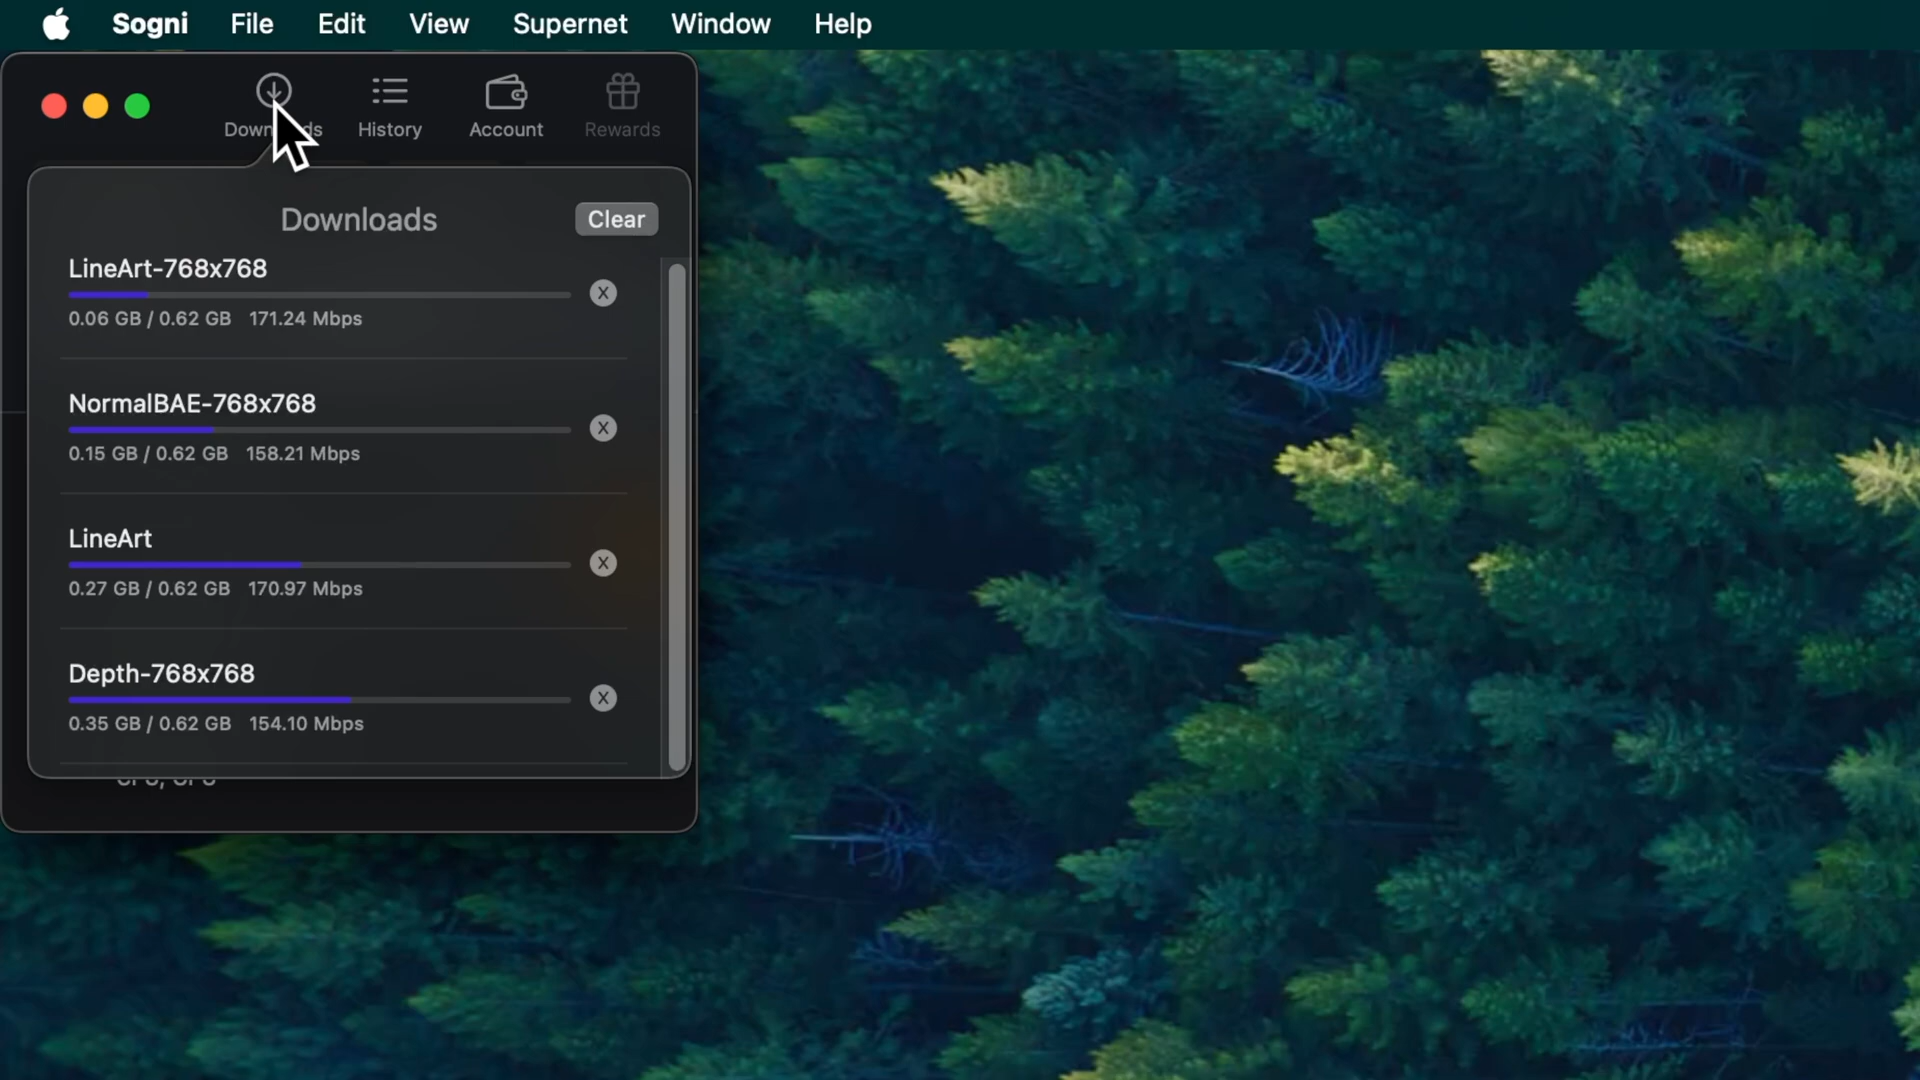 Sogni File Edit View Supernet Window Help
Downloads History Account Rewards
Downloads Clear
LineArt-768x768
X
0.06 GB / 0.62 GB 171.24 Mbps
NormalBAE-768x768
X
0.15 GB / 0.62 GB 158.21 Mbps
LineArt
X
0.27 GB / 0.62 GB 170.97 Mbps
Depth-768x768
X
0.35 GB / 0.62 GB 154.10 Mbps